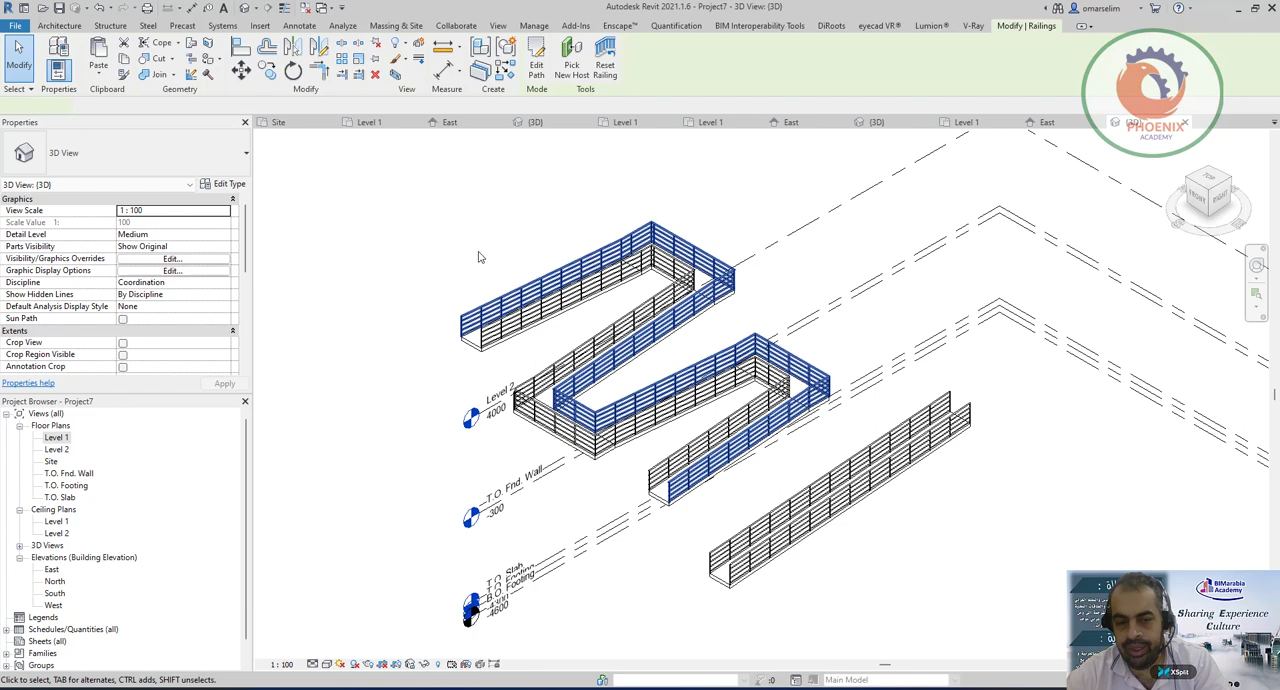 Autodesk Revit 2021.1.6 - Project7 - 3D View: {3D}
omarselim
File
Architecture
Structure
Steel
Precast
Systems
Insert
Annotate
Analyze
Massing & Site
Collaborate
View
Manage
Add-Ins
Enscape™
Quantification
BIM Interoperability Tools
DiRoots
eyecad VR®
Lumion®
V-Ray
Modify | Railings
Modify
Paste
Cope
Cut
Join
Edit Path
Pick New Host
Reset Railing
Select
Properties
Clipboard
Geometry
Modify
View
Measure
Create
Mode
Tools
PHOENIX
ACADEMY
Properties
3D View
3D View: {3D}
Edit Type
Graphics
View Scale 1 : 100
Scale Value 1: 100
Detail Level Medium
Parts Visibility Show Original
Visibility/Graphics Overrides Edit...
Graphic Display Options Edit...
Discipline Coordination
Show Hidden Lines By Discipline
Default Analysis Display Style None
Sun Path
Extents
Crop View
Crop Region Visible
Annotation Crop
Properties help
Apply
Project Browser - Project7
Views (all)
Floor Plans
Level 1
Level 2
Site
T.O. Fnd. Wall
T.O. Footing
T.O. Slab
Ceiling Plans
Level 1
Level 2
3D Views
Elevations (Building Elevation)
East
North
South
West
Legends
Schedules/Quantities (all)
Sheets (all)
Families
Groups
Site
Level 1
East
{3D}
Level 1
Level 1
East
{3D}
Level 1
East
TOP
FRONT
RIGHT
Level 2
4000
T.O. Fnd. Wall
-300
T.O. Slab
B.O. Footing
-4600
1 : 100
Click to select, TAB for alternates, CTRL adds, SHIFT unselects.
:0
Main Model
BIMarabia
Academy
Sharing Experience
Culture
XSplit